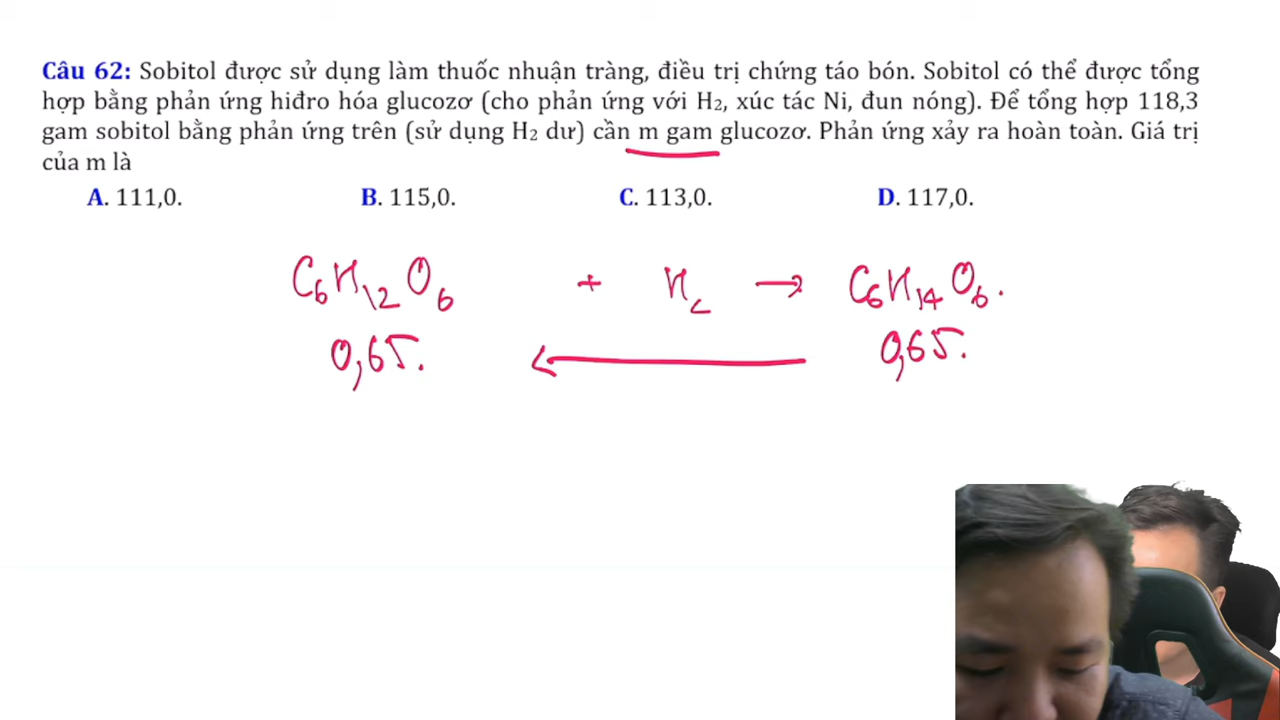 Câu 62: Sobitol được sử dụng làm thuốc nhuận tràng, điều trị chứng táo bón. Sobitol có thể được tổng
hợp bằng phản ứng hiđro hóa glucozơ (cho phản ứng với H₂, xúc tác Ni, đun nóng). Để tổng hợp 118,3
gam sobitol bằng phản ứng trên (sử dụng H₂ dư) cần m gam glucozơ. Phản ứng xảy ra hoàn toàn. Giá trị
của m là
A. 111,0. B. 115,0. C. 113,0. D. 117,0.
C₆H₁₂O₆ + H₂ → C₆H₁₄O₆.
0,65. ← 0,65.